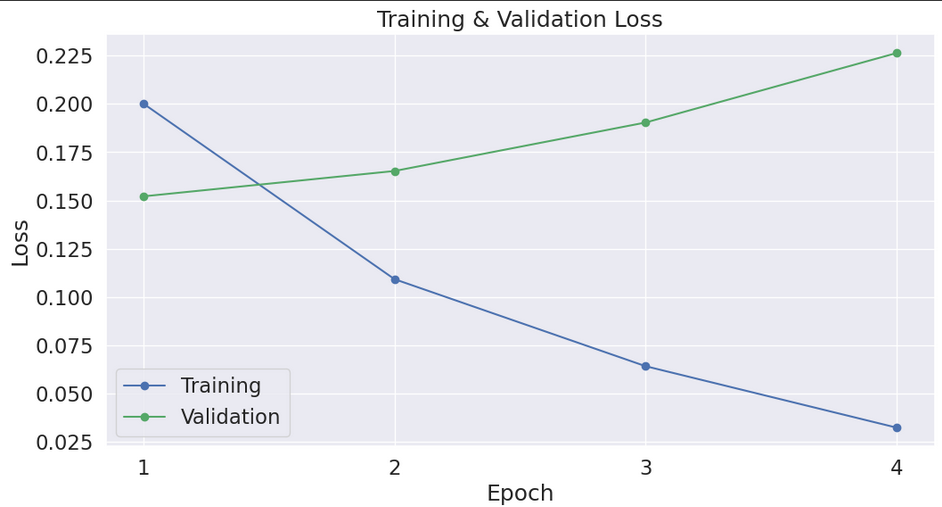 Training & Validation Loss
0.225
0.200
0.175
0.150
0.125
0.100
0.075
0.050
0.025
Loss
Training
Validation
1 2 3 4
Epoch